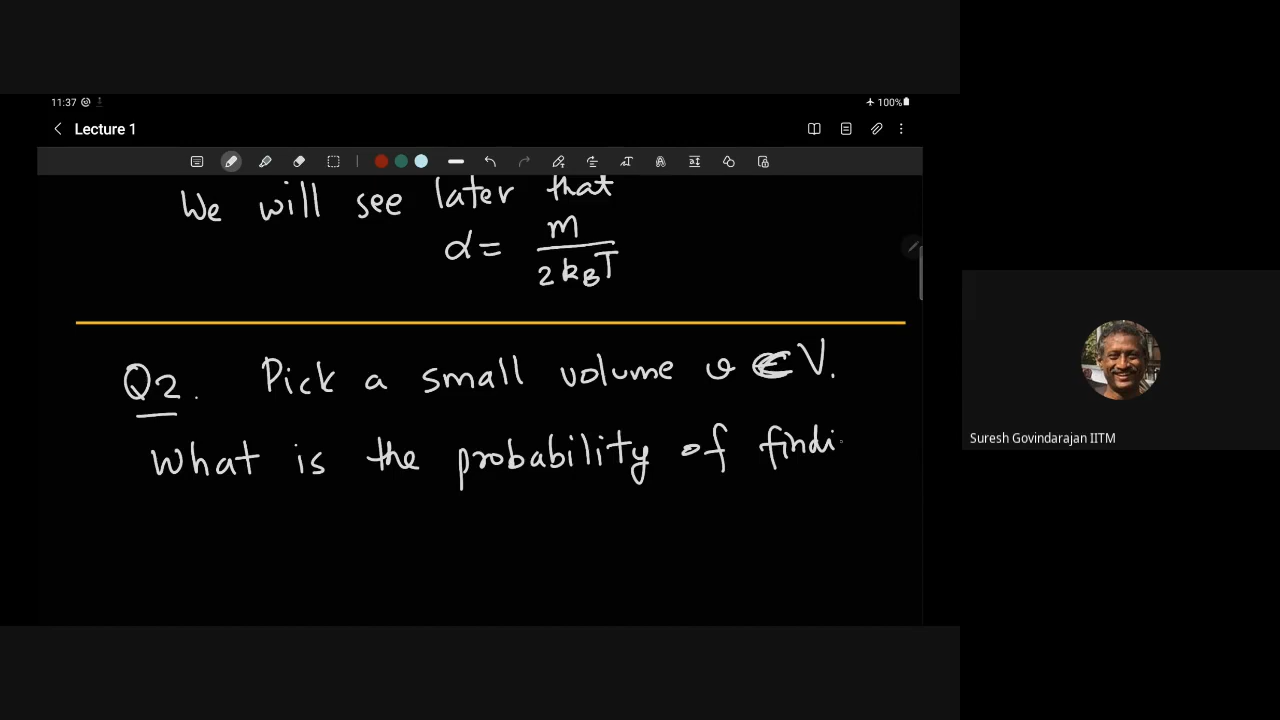 11:37
100%
Lecture 1
We will see later that
α = m / 2k_BT
Q2. Pick a small volume v ∈ V.
What is the probability of findi
Suresh Govindarajan IITM